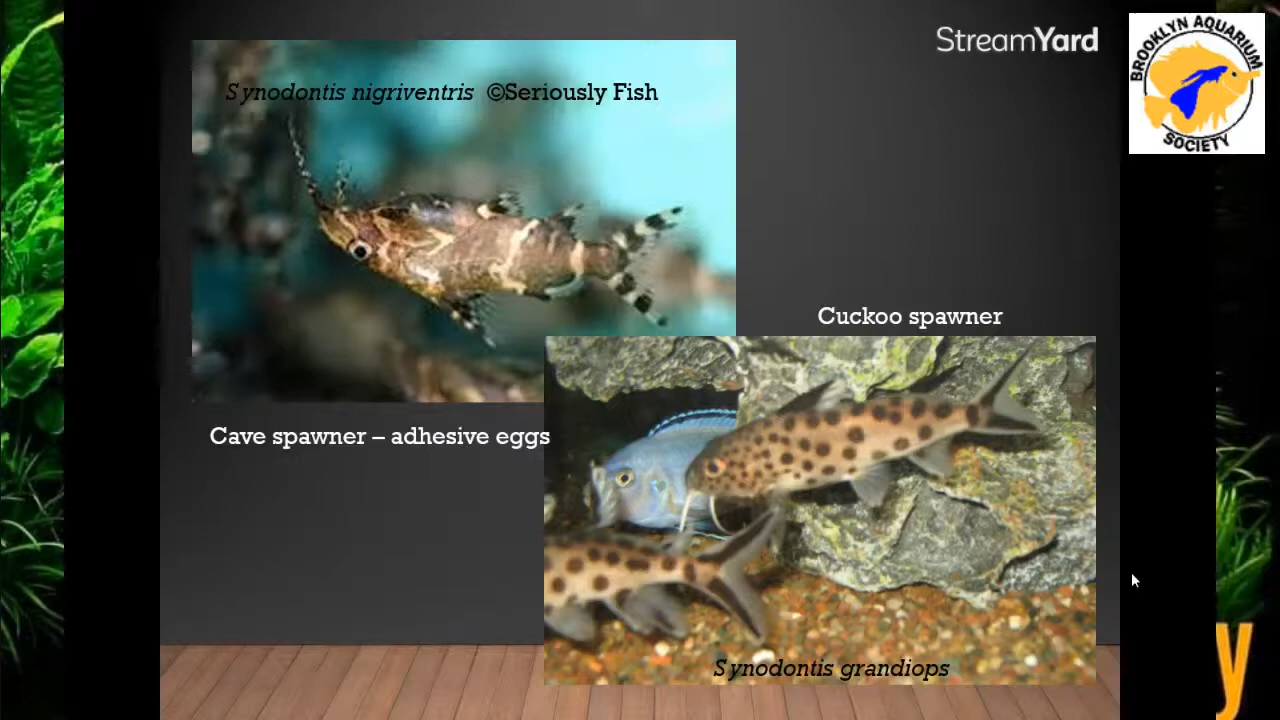 StreamYard
BROOKLYN AQUARIUM
SOCIETY
Synodontis nigriventris ©Seriously Fish
Cuckoo spawner
Cave spawner – adhesive eggs
Synodontis grandiops
y